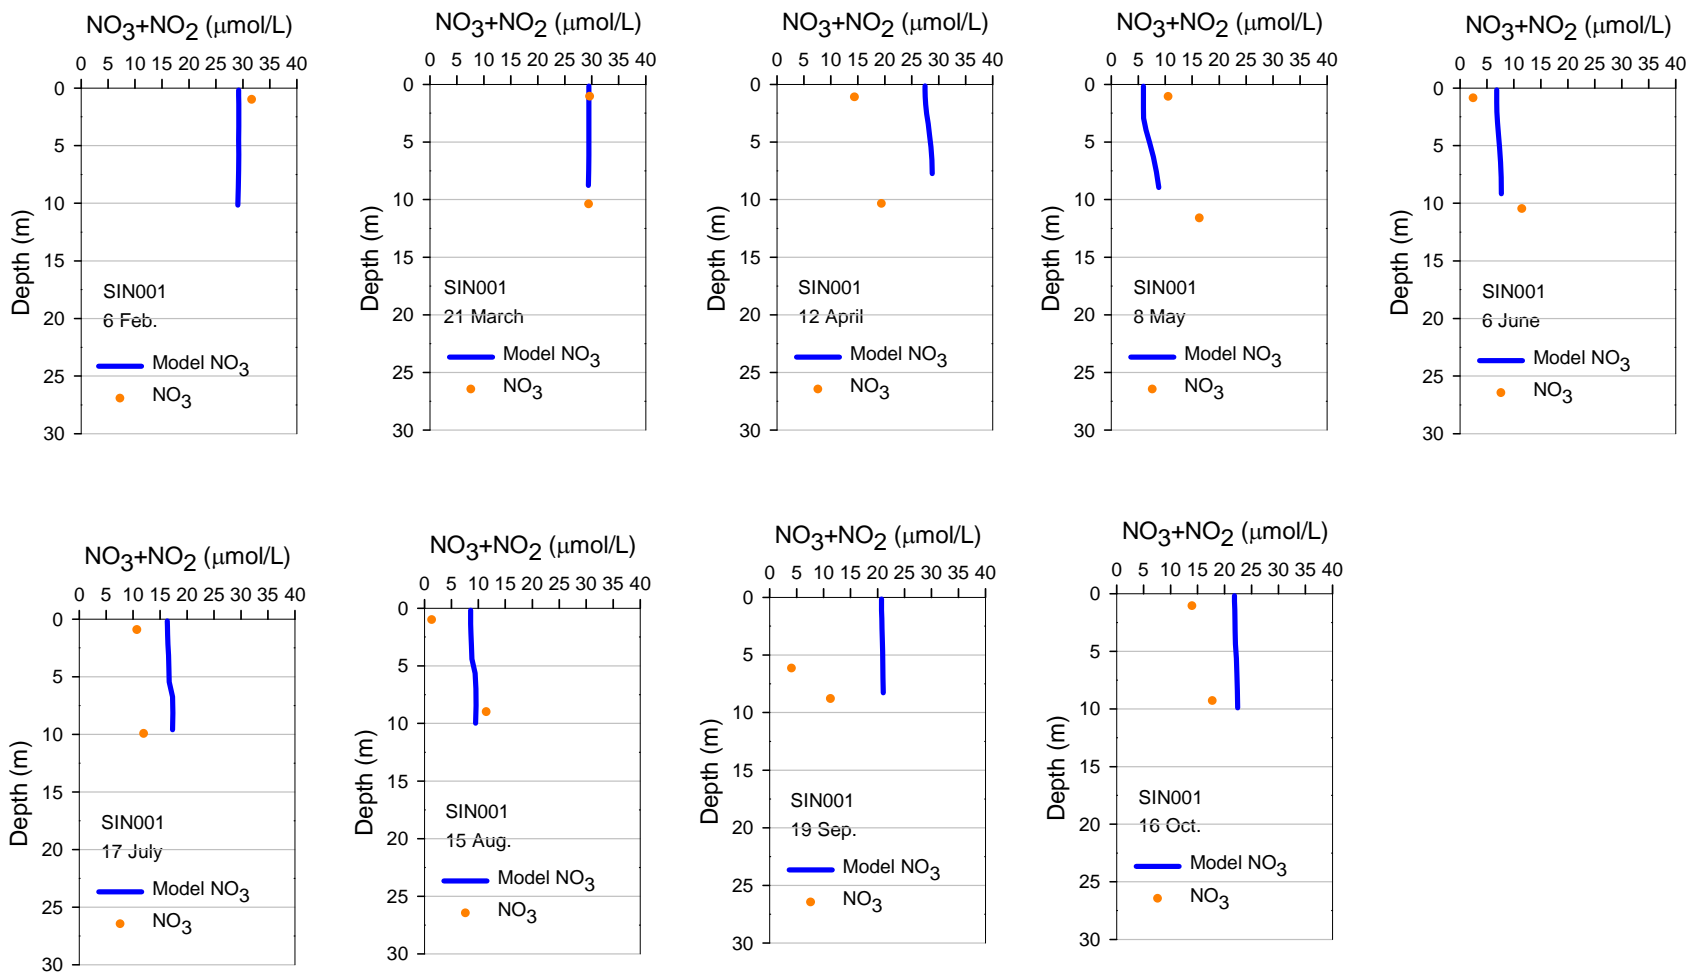 NO3+NO2 (μmol/L)
0 5 10 15 20 25 30 35 40
0
5
10
15
20
25
30
Depth (m)
SIN001
6 Feb.
Model NO3
NO3
NO3+NO2 (μmol/L)
0 5 10 15 20 25 30 35 40
0
5
10
15
20
25
30
Depth (m)
SIN001
21 March
Model NO3
NO3
NO3+NO2 (μmol/L)
0 5 10 15 20 25 30 35 40
0
5
10
15
20
25
30
Depth (m)
SIN001
12 April
Model NO3
NO3
NO3+NO2 (μmol/L)
0 5 10 15 20 25 30 35 40
0
5
10
15
20
25
30
Depth (m)
SIN001
8 May
Model NO3
NO3
NO3+NO2 (μmol/L)
0 5 10 15 20 25 30 35 40
0
5
10
15
20
25
30
Depth (m)
SIN001
6 June
Model NO3
NO3
NO3+NO2 (μmol/L)
0 5 10 15 20 25 30 35 40
0
5
10
15
20
25
30
Depth (m)
SIN001
17 July
Model NO3
NO3
NO3+NO2 (μmol/L)
0 5 10 15 20 25 30 35 40
0
5
10
15
20
25
30
Depth (m)
SIN001
15 Aug.
Model NO3
NO3
NO3+NO2 (μmol/L)
0 5 10 15 20 25 30 35 40
0
5
10
15
20
25
30
Depth (m)
SIN001
19 Sep.
Model NO3
NO3
NO3+NO2 (μmol/L)
0 5 10 15 20 25 30 35 40
0
5
10
15
20
25
30
Depth (m)
SIN001
16 Oct.
Model NO3
NO3